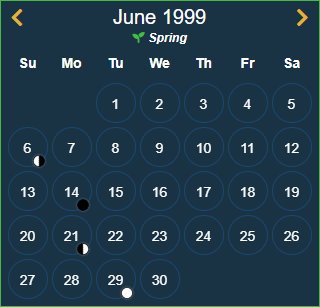 June 1999
Spring
Su Mo Tu We Th Fr Sa
1 2 3 4 5
6 7 8 9 10 11 12
13 14 15 16 17 18 19
20 21 22 23 24 25 26
27 28 29 30